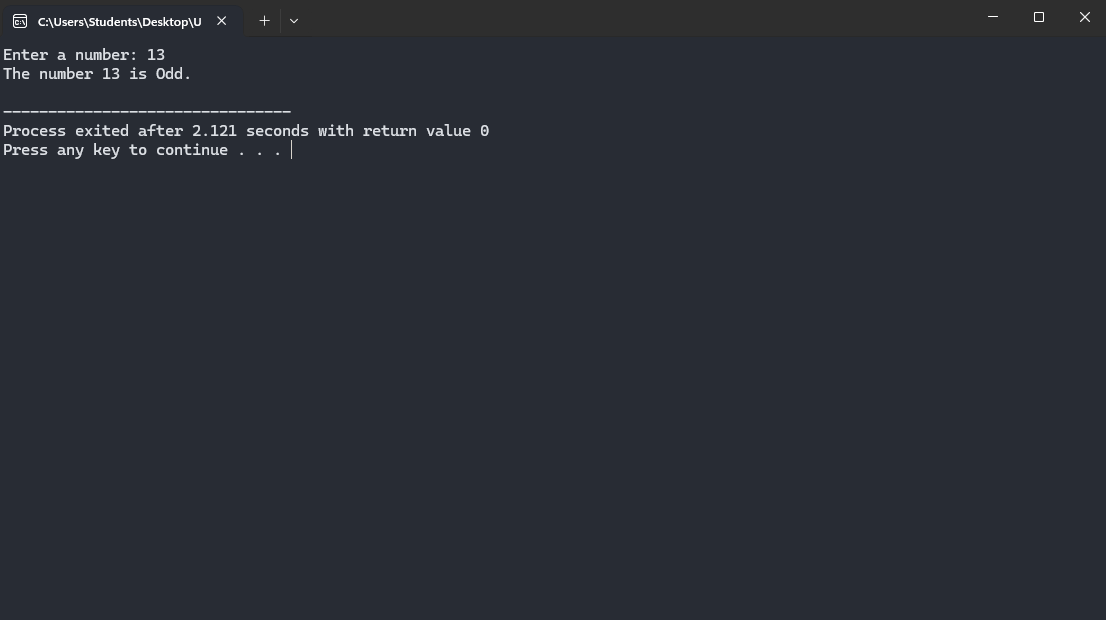 C:\Users\Students\Desktop\U
Enter a number: 13
The number 13 is Odd.
--------------------------------
Process exited after 2.121 seconds with return value 0
Press any key to continue . . .